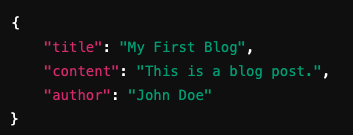 {
    "title": "My First Blog",
    "content": "This is a blog post.",
    "author": "John Doe"
}